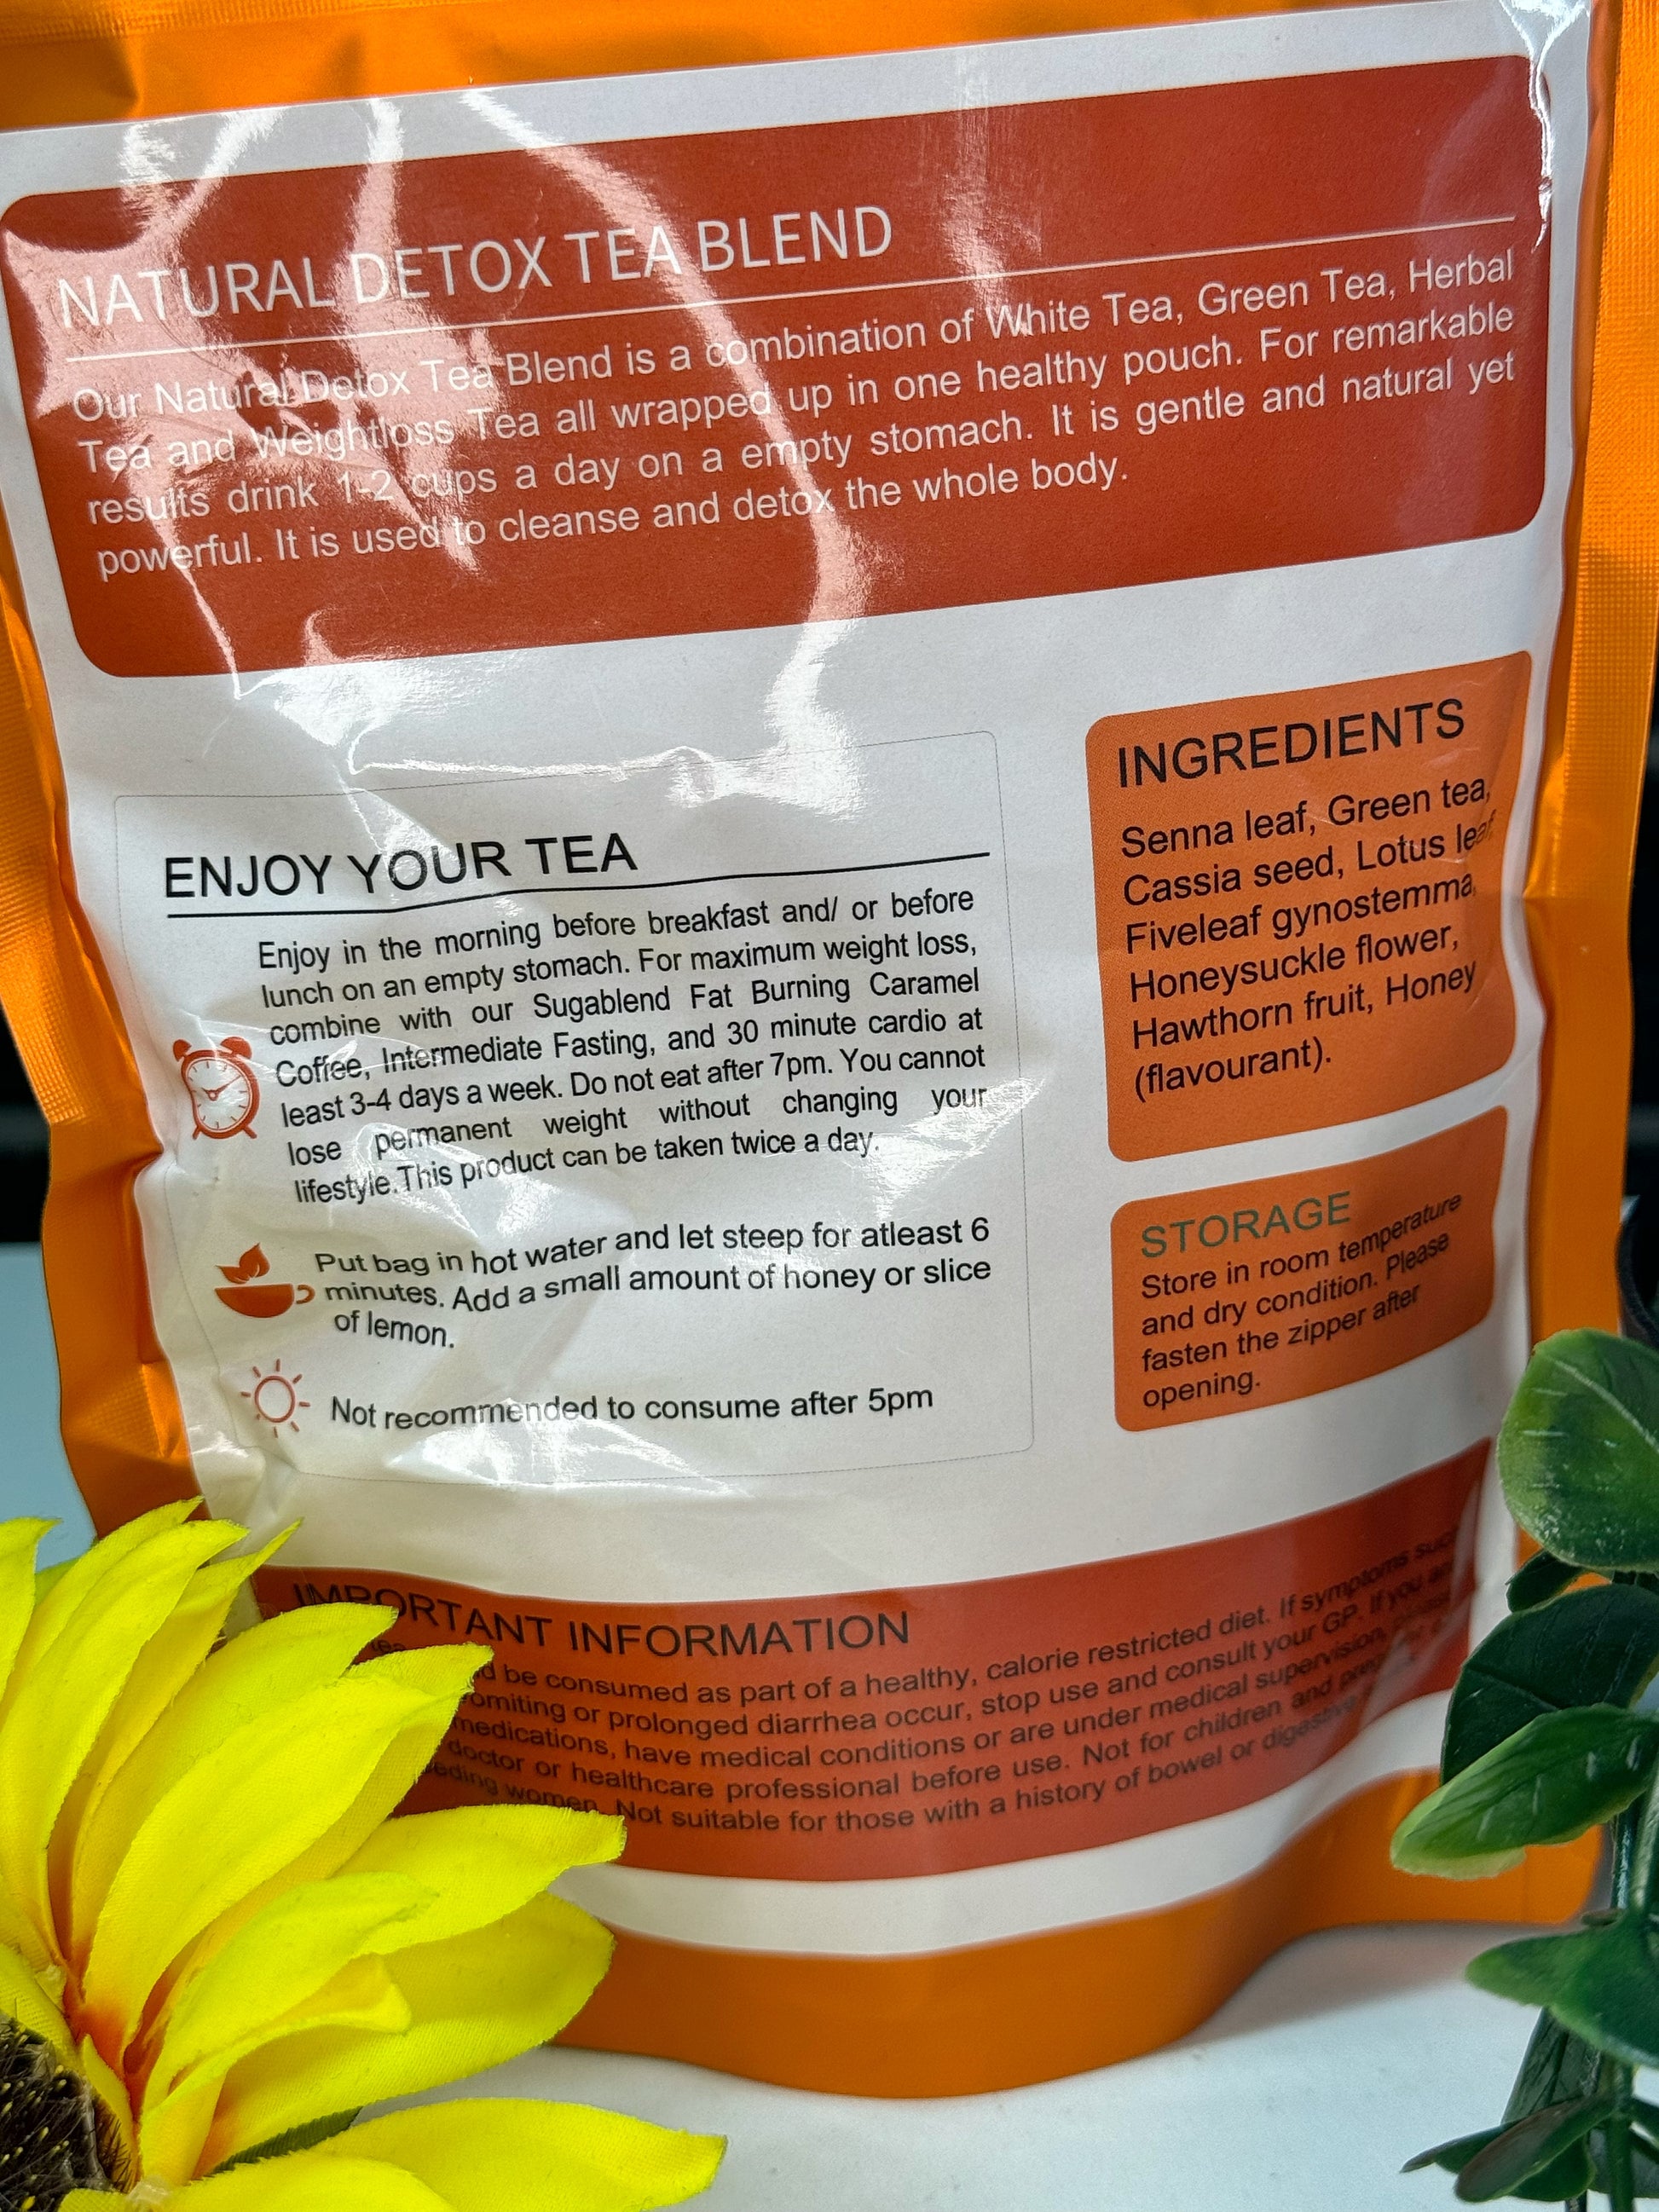 NATURAL DETOX TEA BLEND
Our Natural Detox Tea Blend is a combination of White Tea, Green Tea, Herbal
Tea and Weightloss Tea all wrapped up in one healthy pouch. For remarkable
results drink 1-2 cups a day on a empty stomach. It is gentle and natural yet
powerful. It is used to cleanse and detox the whole body.
ENJOY YOUR TEA
Enjoy in the morning before breakfast and/ or before
lunch on an empty stomach. For maximum weight loss,
combine with our Sugablend Fat Burning Caramel
Coffee, Intermediate Fasting, and 30 minute cardio at
least 3-4 days a week. Do not eat after 7pm. You cannot
lose permanent weight without changing your
lifestyle.This product can be taken twice a day.
Put bag in hot water and let steep for atleast 6
minutes. Add a small amount of honey or slice
of lemon.
Not recommended to consume after 5pm
INGREDIENTS
Senna leaf, Green tea,
Cassia seed, Lotus leaf,
Fiveleaf gynostemma,
Honeysuckle flower,
Hawthorn fruit, Honey
(flavourant).
STORAGE
Store in room temperature
and dry condition. Please
fasten the zipper after
opening.
IMPORTANT INFORMATION
be consumed as part of a healthy, calorie restricted diet. If symptoms
or prolonged diarrhea occur, stop use and consult your GP. If you
medications, have medical conditions or are under medical supervision,
doctor or healthcare professional before use. Not for children and
women. Not suitable for those with a history of bowel or digestive